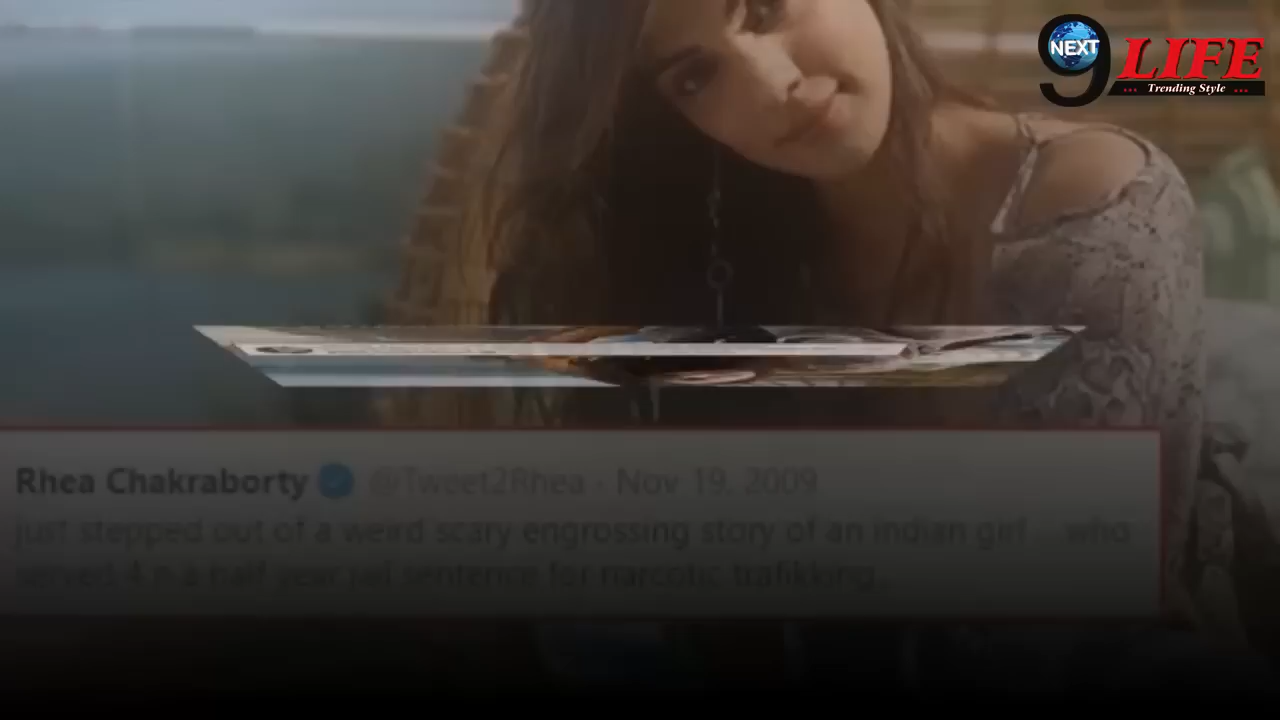 NEXT
9 LIFE
... Trending Style ...
Rhea Chakraborty @Tweet2Rhea · Nov 19, 2009
just stepped out of a weird scary engrossing story of an indian girl ...who
served 4 n a half year jail sentence for narcotic trafikking..